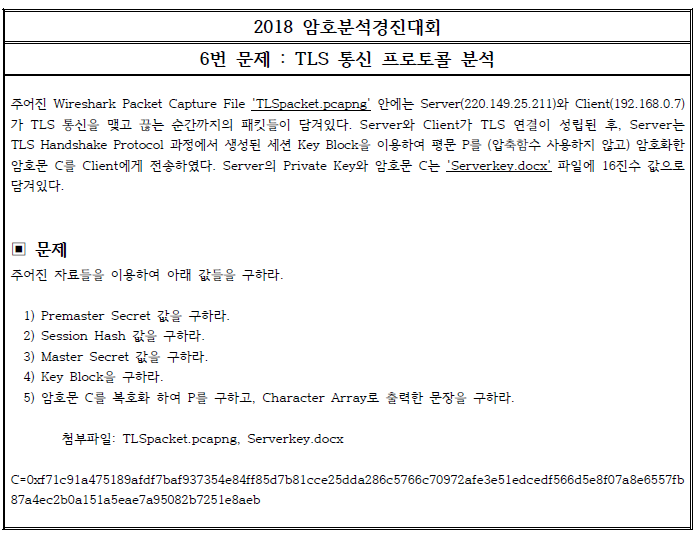 2018 암호분석경진대회
6번 문제 : TLS 통신 프로토콜 분석
주어진 Wireshark Packet Capture File 'TLSpacket.pcapng' 안에는 Server(220.149.25.211)와 Client(192.168.0.7)
가 TLS 통신을 맺고 끊는 순간까지의 패킷들이 담겨있다. Server와 Client가 TLS 연결이 성립된 후, Server는
TLS Handshake Protocol 과정에서 생성된 세션 Key Block을 이용하여 평문 P를 (압축함수 사용하지 않고) 암호화한
암호문 C를 Client에게 전송하였다. Server의 Private Key와 암호문 C는 'Serverkey.docx' 파일에 16진수 값으로
담겨있다.
▣ 문제
주어진 자료들을 이용하여 아래 값들을 구하라.
1) Premaster Secret 값을 구하라.
2) Session Hash 값을 구하라.
3) Master Secret 값을 구하라.
4) Key Block을 구하라.
5) 암호문 C를 복호화 하여 P를 구하고, Character Array로 출력한 문장을 구하라.
첨부파일: TLSpacket.pcapng, Serverkey.docx
C=0xf71c91a475189afdf7baf937354e84ff85d7b81cce25dda286c5766c70972afe3e51edcedf566d5e8f07a8e6557fb
87a4ec2b0a151a5eae7a95082b7251e8aeb